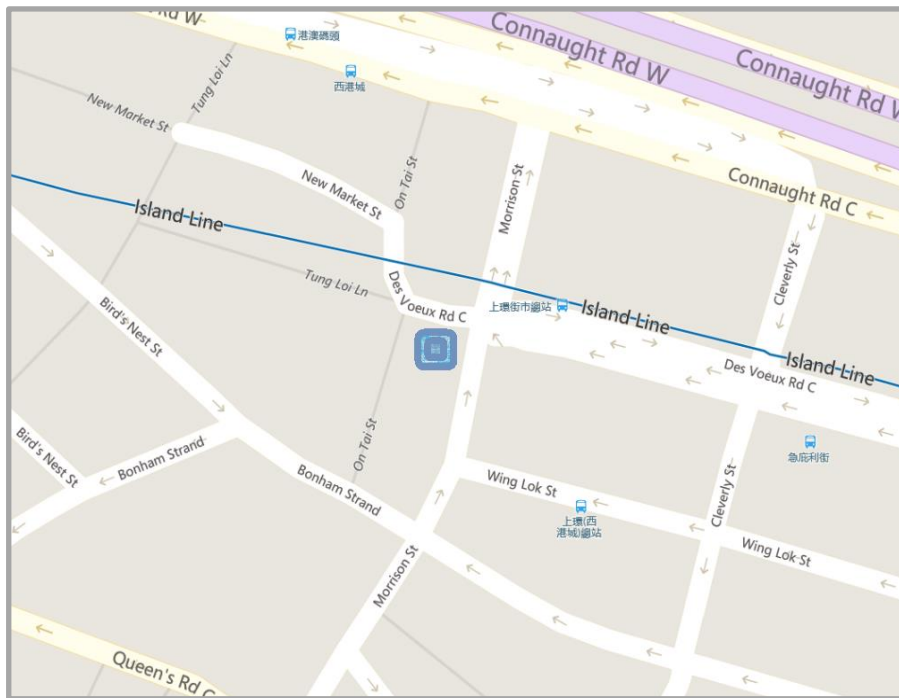 Rd W
港澳碼頭
Connaught Rd W
Connaught Rd W
西港城
Tung Loi Ln
New Market St
On Tai St
New Market St
Morrison St
Connaught Rd C
Island Line
Cleverly St
Tung Loi Ln
Des Voeux Rd C
上環街市總站
Island Line
Island Line
Bird's Nest St
Des Voeux Rd C
On Tai St
Bird's Nest St
Bonham Strand
急庇利街
Bonham Strand
Wing Lok St
Cleverly St
上環(西
港城)總站
Wing Lok St
Morrison St
Queen's Rd C